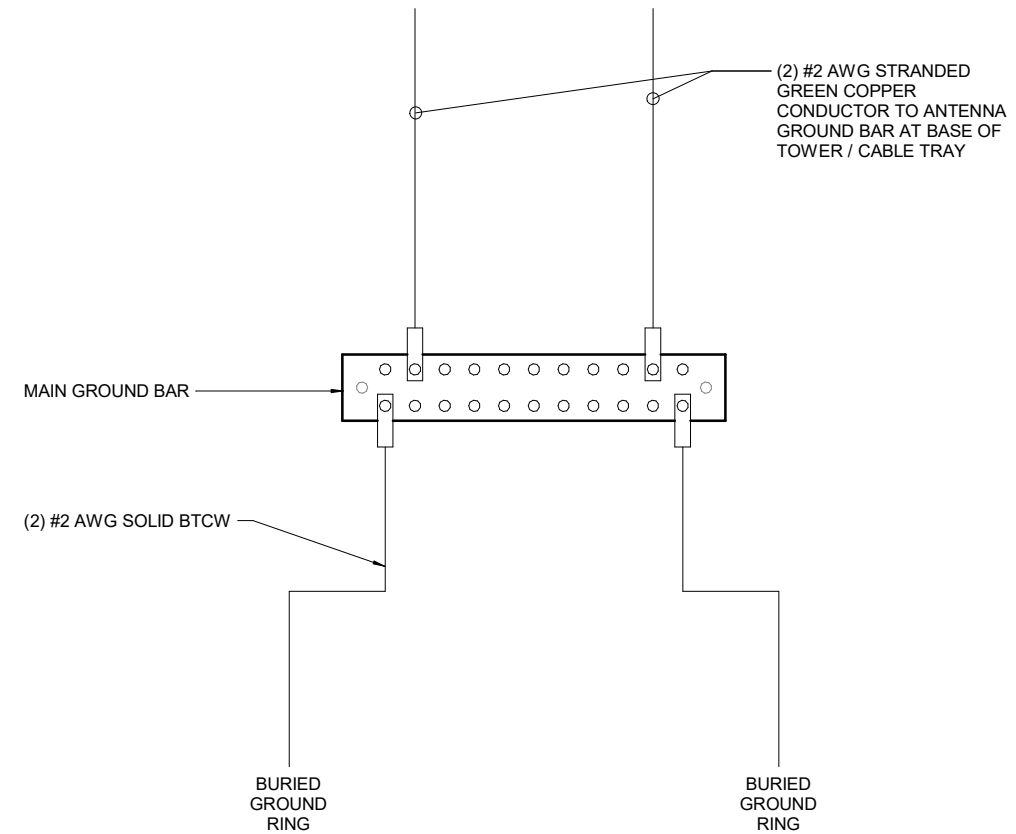 (2) #2 AWG STRANDED
GREEN COPPER
CONDUCTOR TO ANTENNA
GROUND BAR AT BASE OF
TOWER / CABLE TRAY
MAIN GROUND BAR
(2) #2 AWG SOLID BTCW
BURIED
GROUND
RING
BURIED
GROUND
RING